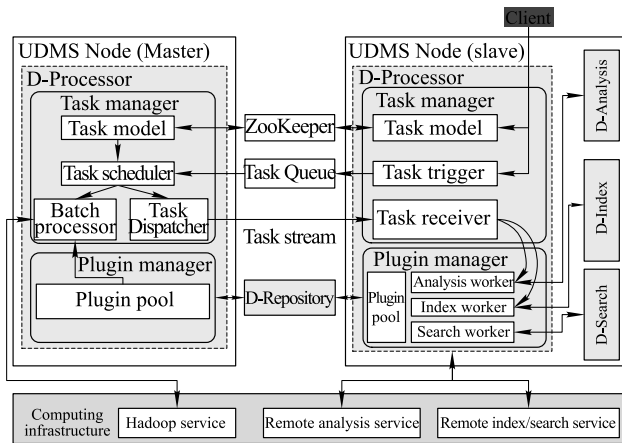 Client
UDMS Node (Master)
D-Processor
Task manager
Task model
Task scheduler
Batch
processor
Task
Dispatcher
Plugin manager
Plugin pool
ZooKeeper
Task Queue
Task stream
D-Repository
UDMS Node (slave)
D-Processor
Task manager
Task model
Task trigger
Task receiver
Plugin manager
Plugin
pool
Analysis worker
Index worker
Search worker
D-Analysis
D-Index
D-Search
Computing
infrastructure
Hadoop service
Remote analysis service
Remote index/search service